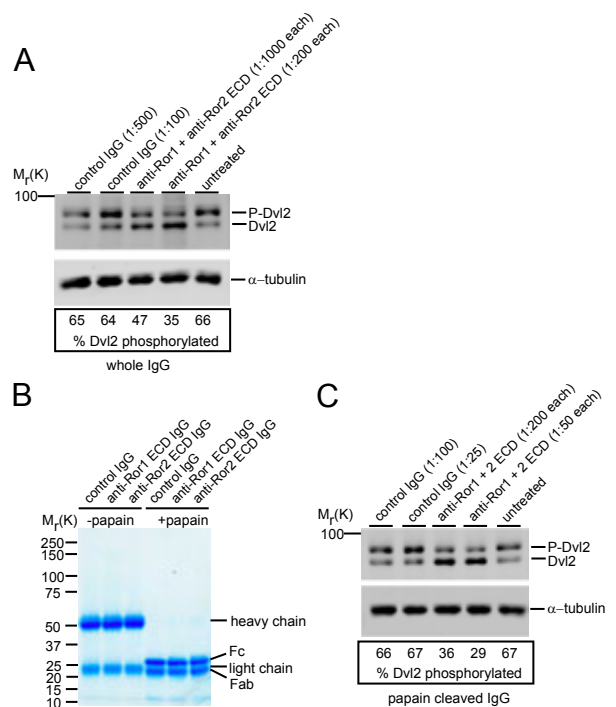 A
control IgG (1:500)
control IgG (1:100)
anti-Ror1 + anti-Ror2 ECD (1:1000 each)
anti-Ror1 + anti-Ror2 ECD (1:200 each)
untreated
Mr(K)
100
P-Dvl2
Dvl2
α−tubulin
65 64 47 35 66
% Dvl2 phosphorylated
whole IgG
B
control IgG
anti-Ror1 ECD IgG
anti-Ror2 ECD IgG
control IgG
anti-Ror1 ECD IgG
anti-Ror2 ECD IgG
Mr(K)
-papain +papain
250
150
100
75
50
37
25
20
15
10
heavy chain
Fc
light chain
Fab
C
control IgG (1:100)
control IgG (1:25)
anti-Ror1 + 2 ECD (1:200 each)
anti-Ror1 + 2 ECD (1:50 each)
untreated
Mr(K)
100
P-Dvl2
Dvl2
α−tubulin
66 67 36 29 67
% Dvl2 phosphorylated
papain cleaved IgG